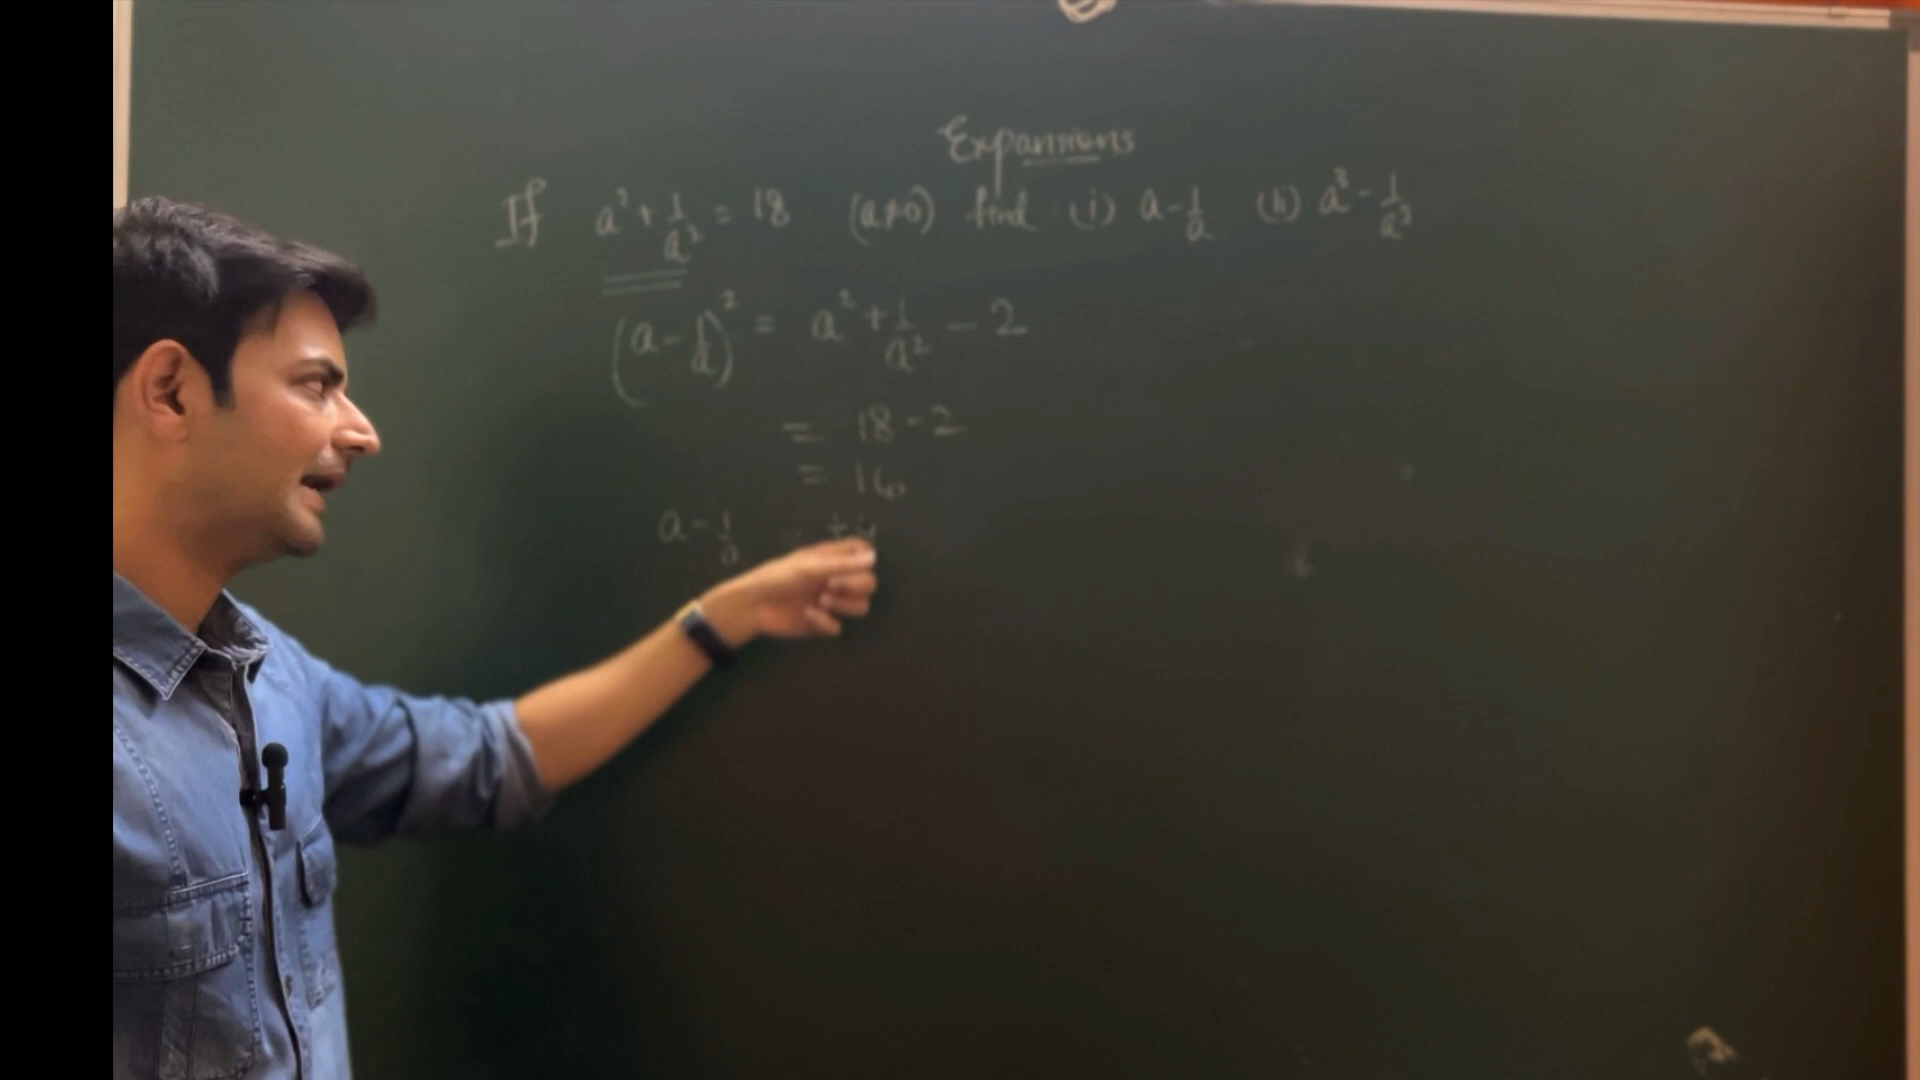 Expansions
If a² + 1/a² = 18 (a≠0) find (i) a - 1/a (ii) a³ - 1/a³
(a - 1/a)² = a² + 1/a² - 2
= 18 - 2
= 16
a - 1/a = ±4